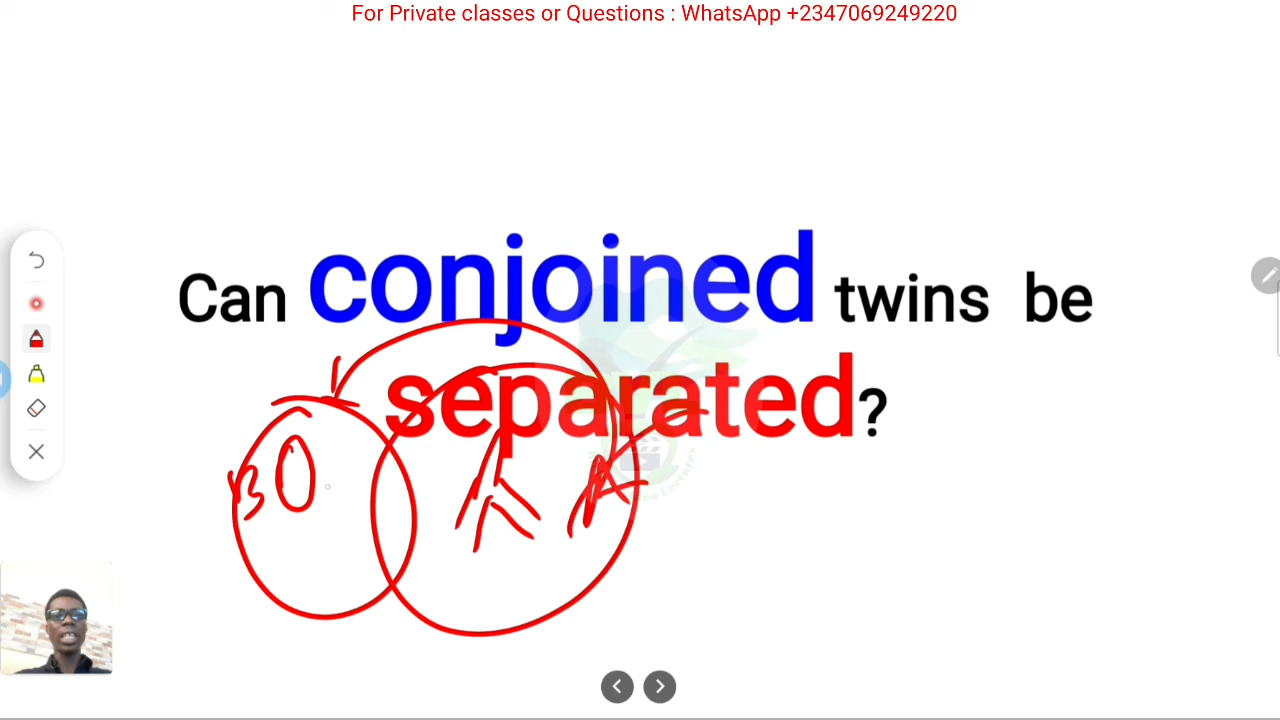 For Private classes or Questions : WhatsApp +2347069249220
Can conjoined twins be
separated?
B
A